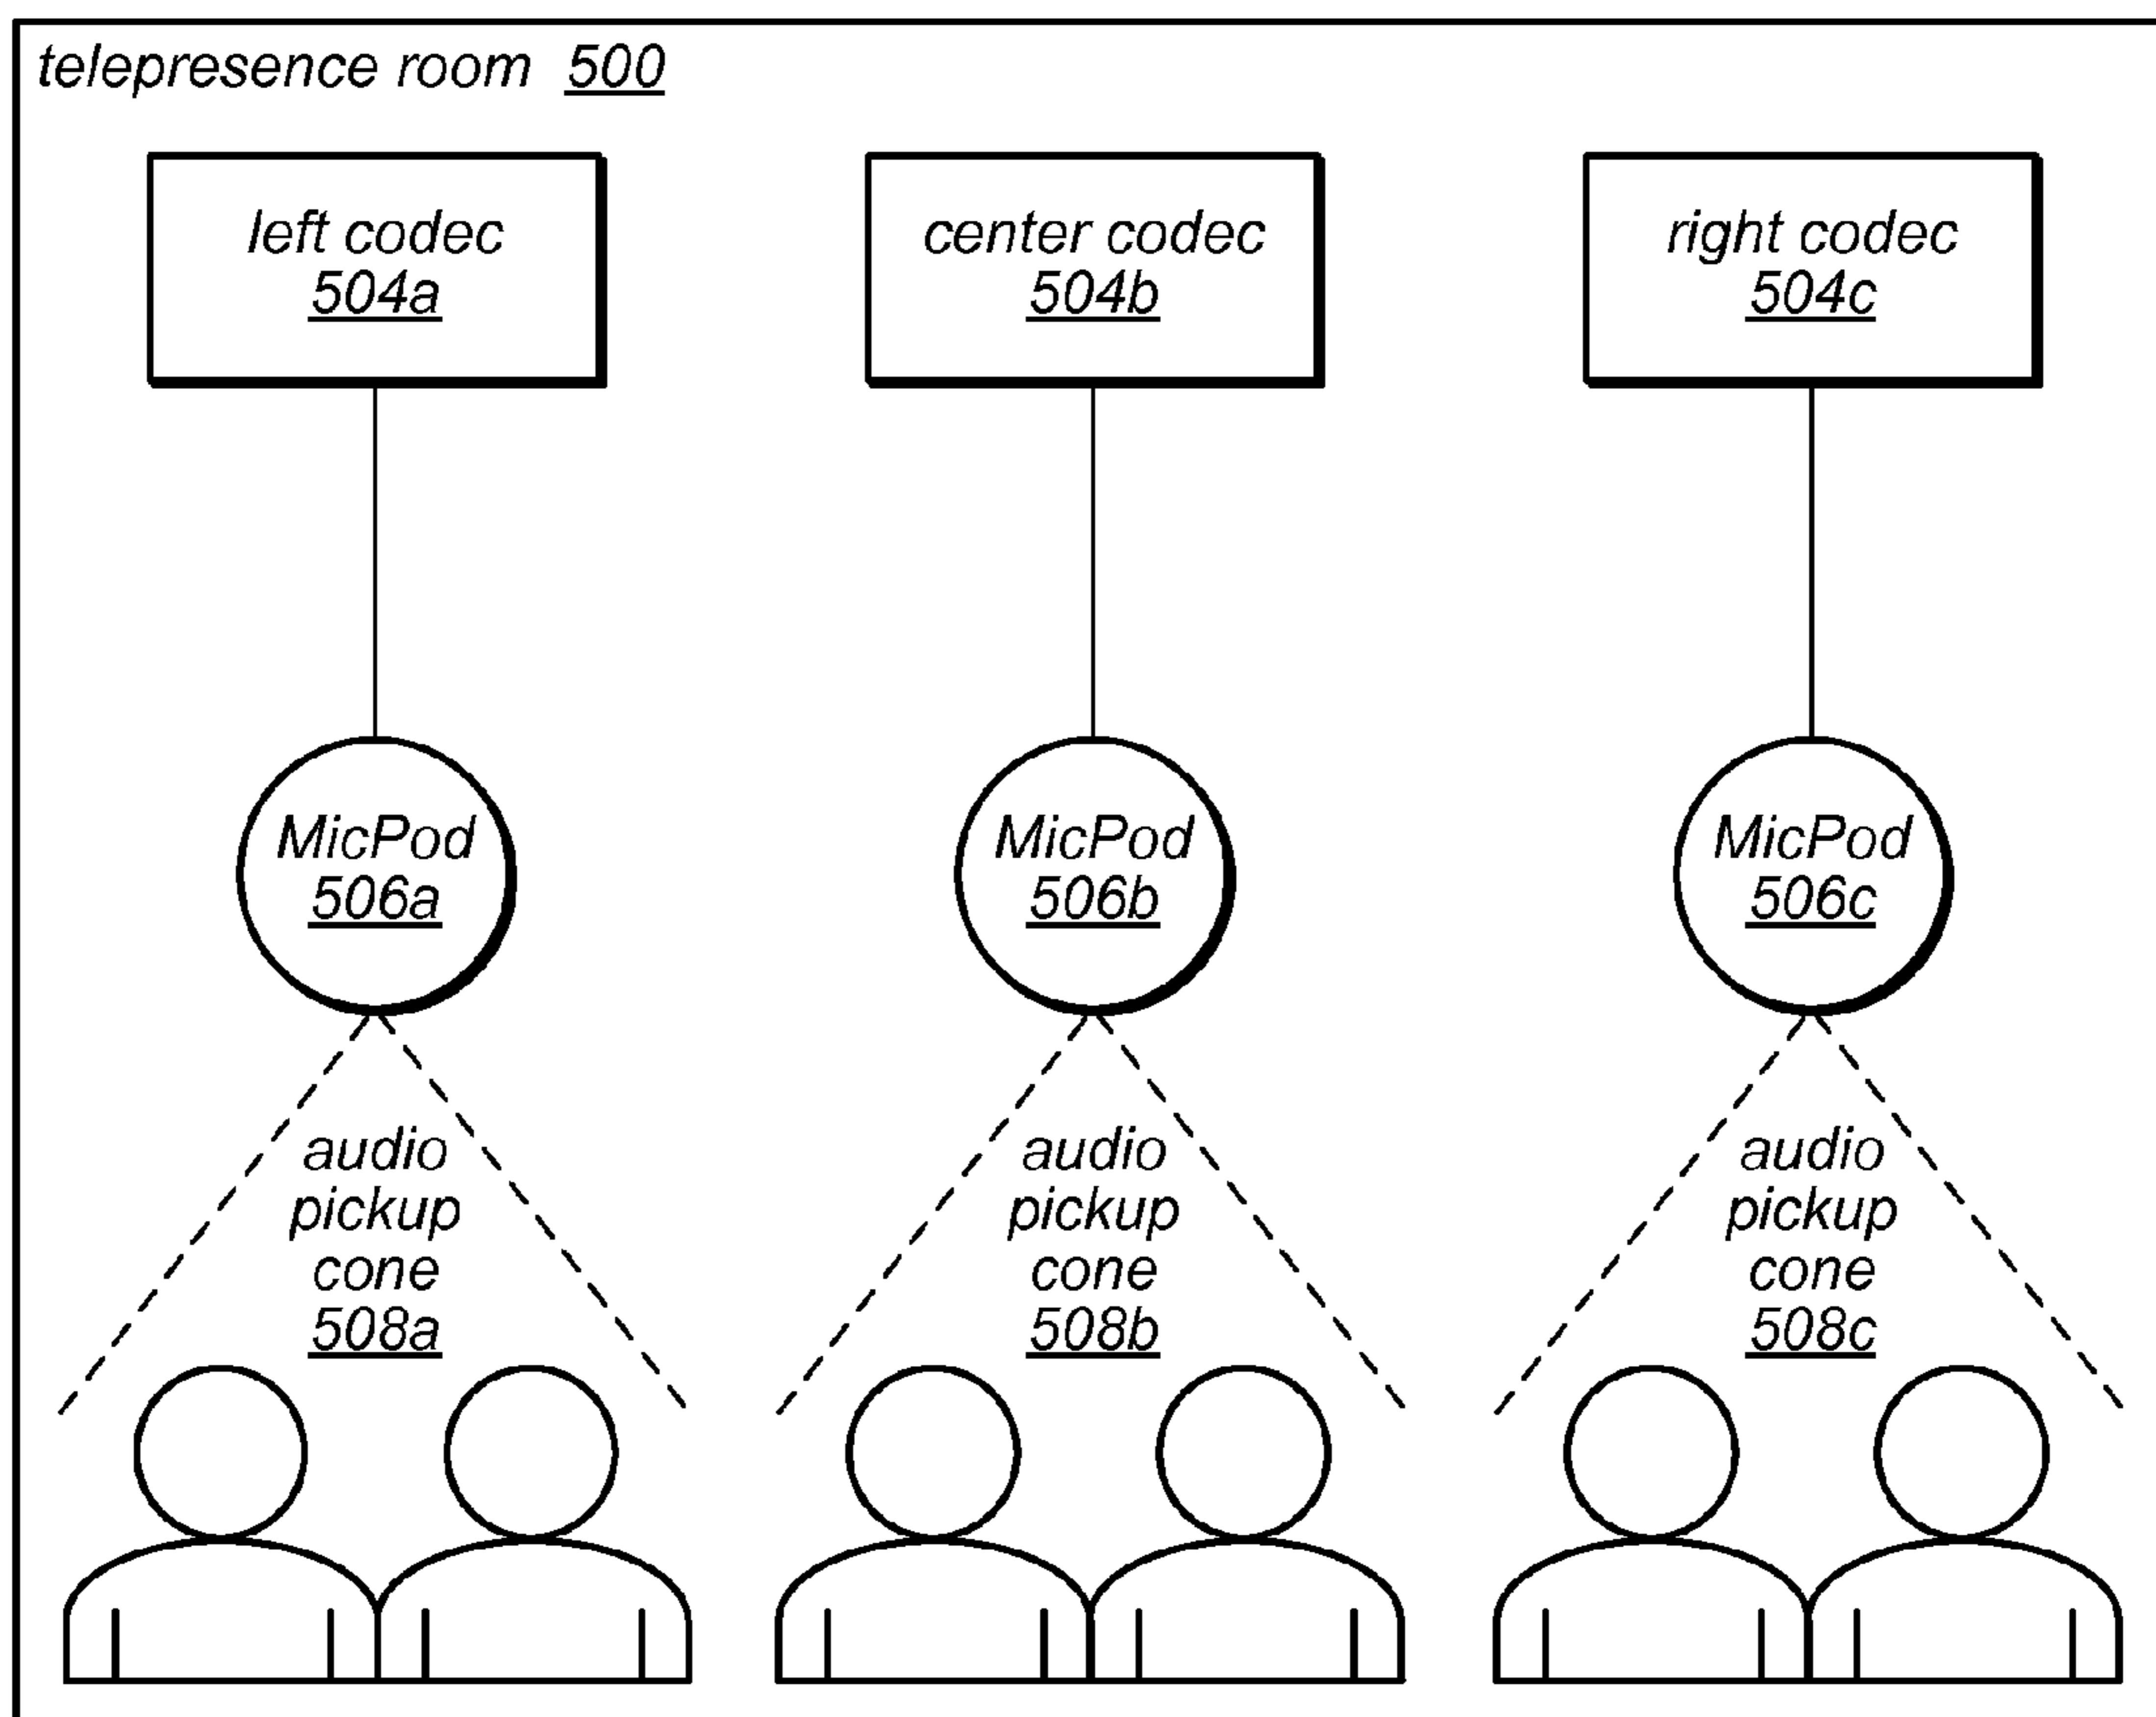 telepresence room 500
left codec
504a
center codec
504b
right codec
504c
MicPod
506a
MicPod
506b
MicPod
506c
audio
pickup
cone
508a
audio
pickup
cone
508b
audio
pickup
cone
508c